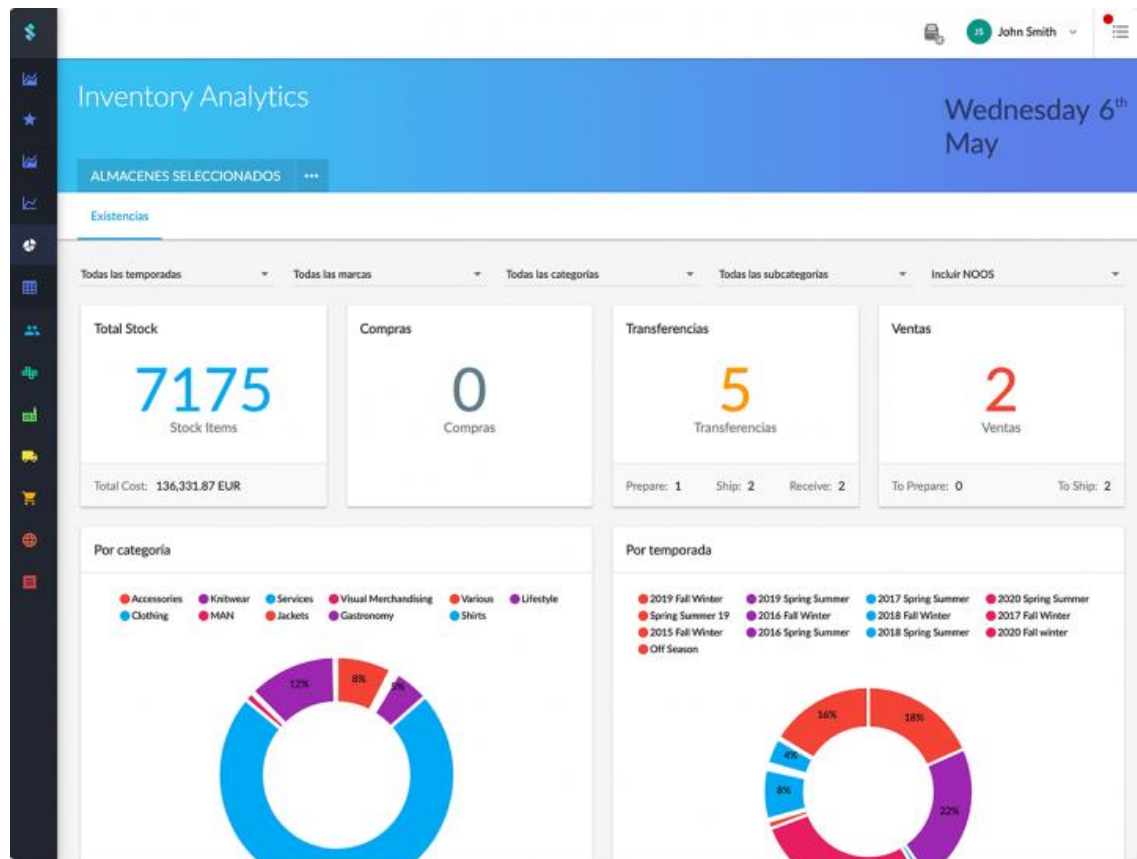 JS John Smith
Inventory Analytics
Wednesday 6th
May
ALMACENES SELECCIONADOS ...
Existencias
Todas las temporadas Todas las marcas Todas las categorías Todas las subcategorías Incluir NOOS
Total Stock Compras Transferencias Ventas
7175 0 5 2
Stock Items Compras Transferencias Ventas
Total Cost: 136,331.87 EUR Prepare: 1 Ship: 2 Receive: 2 To Prepare: 0 To Ship: 2
Por categoría Por temporada
Accessories Knitwear Services Visual Merchandising Various Lifestyle
Clothing MAN Jackets Gastronomy Shirts
2019 Fall Winter 2019 Spring Summer 2017 Spring Summer 2020 Spring Summer
Spring Summer 19 2016 Fall Winter 2018 Fall Winter 2017 Fall Winter
2015 Fall Winter 2016 Spring Summer 2018 Spring Summer 2020 Fall winter
Off Season
12% 8% 5%
16% 18%
4%
8%
22%